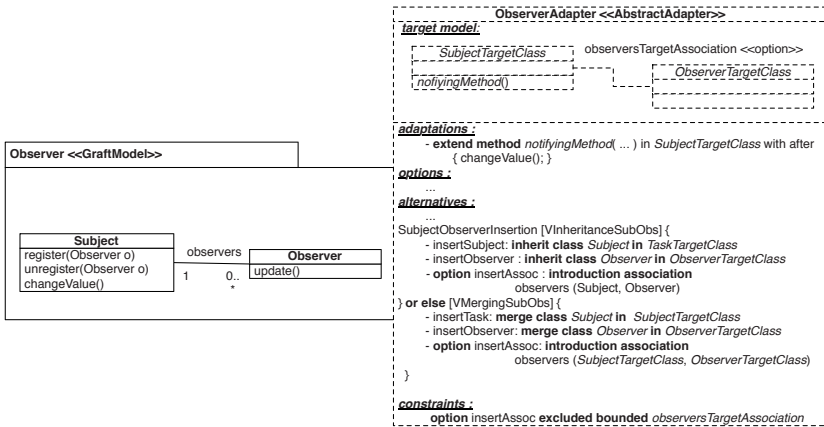 Observer <<GraftModel>>
Subject
register(Observer o)
unregister(Observer o)
changeValue()
observers
1
0..
*
Observer
update()
ObserverAdapter <<AbstractAdapter>>
target model:
SubjectTargetClass
nofiyingMethod()
observersTargetAssociation <<option>>
ObserverTargetClass
adaptations :
- extend method notifyingMethod( ... ) in SubjectTargetClass with after
{ changeValue(); }
options :
...
alternatives :
...
SubjectObserverInsertion [VInheritanceSubObs] {
- insertSubject: inherit class Subject in TaskTargetClass
- insertObserver : inherit class Observer in ObserverTargetClass
- option insertAssoc : introduction association
observers (Subject, Observer)
} or else [VMergingSubObs] {
- insertTask: merge class Subject in SubjectTargetClass
- insertObserver: merge class Observer in ObserverTargetClass
- option insertAssoc: introduction association
observers (SubjectTargetClass, ObserverTargetClass)
}
constraints :
option insertAssoc excluded bounded observersTargetAssociation